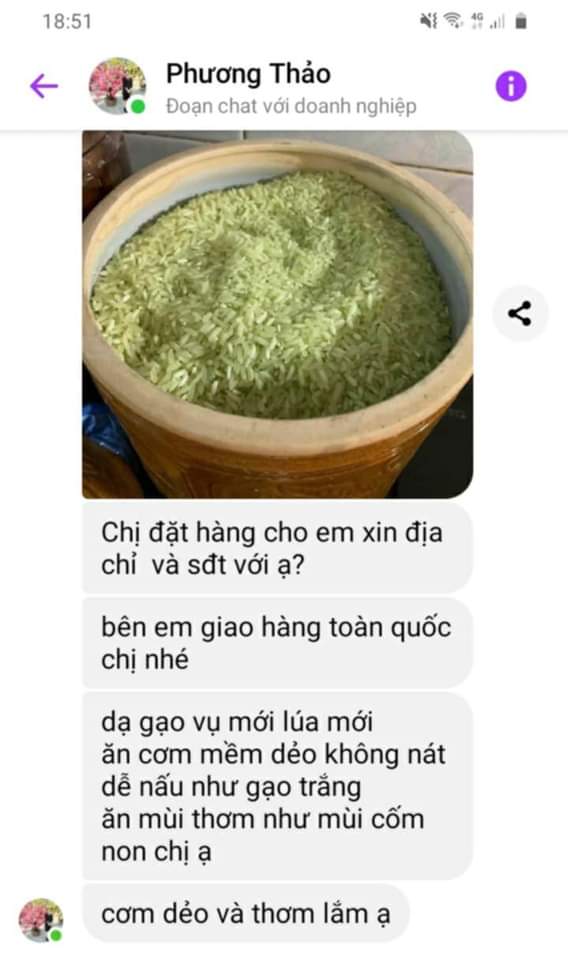 18:51
4G
Phương Thảo
Đoạn chat với doanh nghiệp
Chị đặt hàng cho em xin địa
chỉ và sđt với ạ?
bên em giao hàng toàn quốc
chị nhé
dạ gạo vụ mới lúa mới
ăn cơm mềm dẻo không nát
dễ nấu như gạo trắng
ăn mùi thơm như mùi cốm
non chị ạ
cơm dẻo và thơm lắm ạ